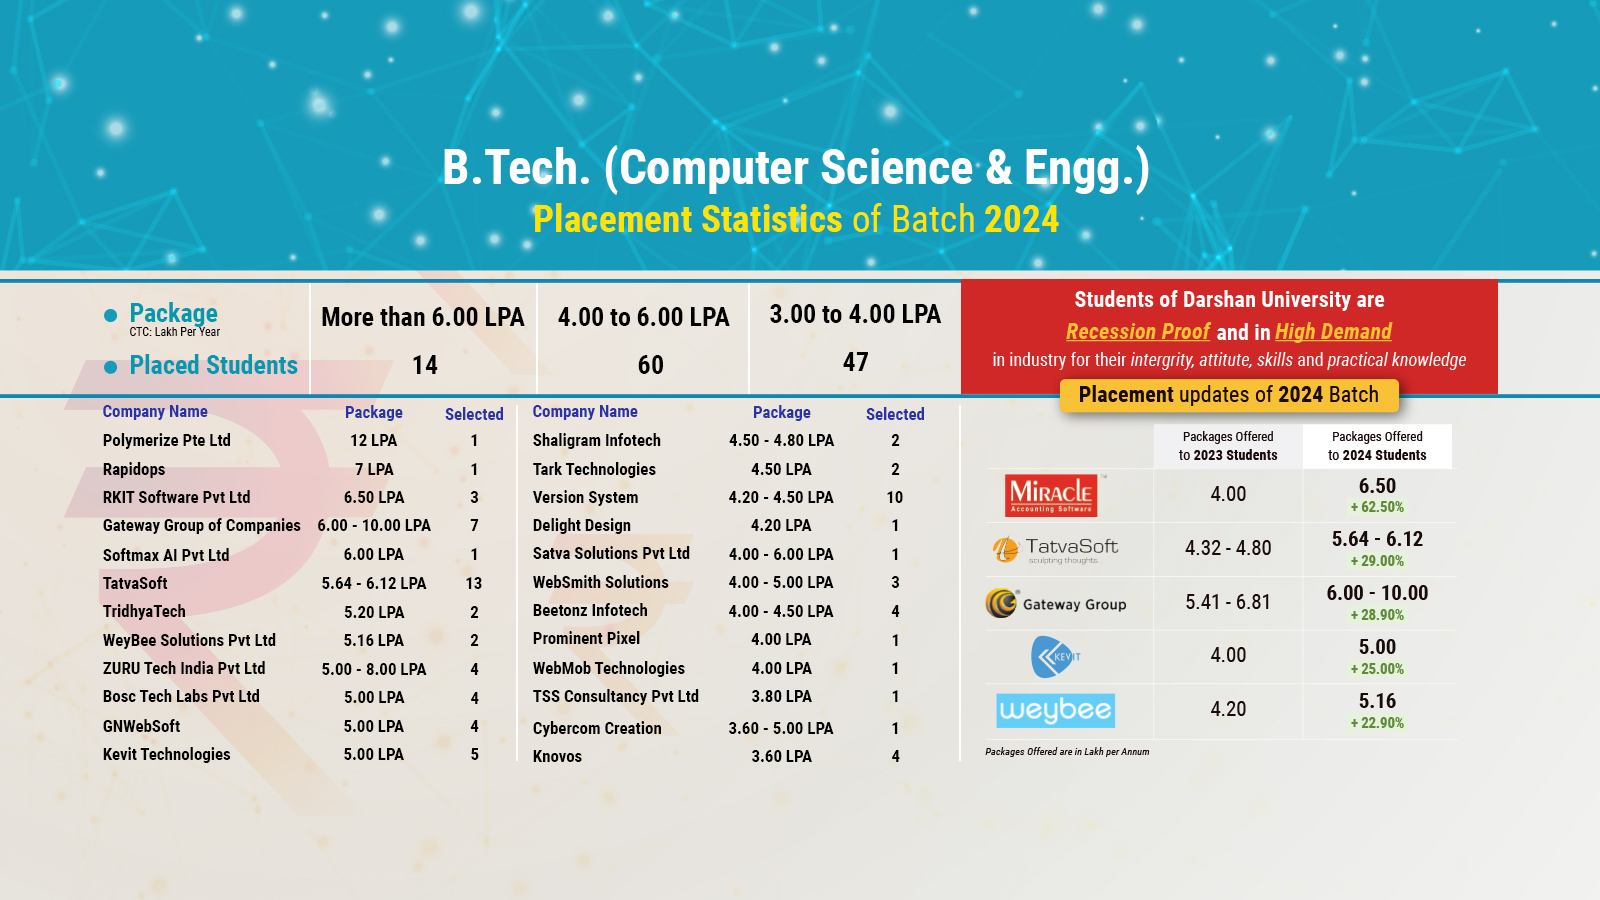 B.Tech. (Computer Science & Engg.)
Placement Statistics of Batch 2024
Package More than 6.00 LPA 4.00 to 6.00 LPA 3.00 to 4.00 LPA
CTC: Lakh Per Year
Placed Students 14 60 47
Students of Darshan University are
Recession Proof and in High Demand
in industry for their intergrity, attitute, skills and practical knowledge
Placement updates of 2024 Batch
Company Name Package Selected
Polymerize Pte Ltd 12 LPA 1
Rapidops 7 LPA 1
RKIT Software Pvt Ltd 6.50 LPA 3
Gateway Group of Companies 6.00 - 10.00 LPA 7
Softmax AI Pvt Ltd 6.00 LPA 1
TatvaSoft 5.64 - 6.12 LPA 13
TridhyaTech 5.20 LPA 2
WeyBee Solutions Pvt Ltd 5.16 LPA 2
ZURU Tech India Pvt Ltd 5.00 - 8.00 LPA 4
Bosc Tech Labs Pvt Ltd 5.00 LPA 4
GNWebSoft 5.00 LPA 4
Kevit Technologies 5.00 LPA 5
Company Name Package Selected
Shaligram Infotech 4.50 - 4.80 LPA 2
Tark Technologies 4.50 LPA 2
Version System 4.20 - 4.50 LPA 10
Delight Design 4.20 LPA 1
Satva Solutions Pvt Ltd 4.00 - 6.00 LPA 1
WebSmith Solutions 4.00 - 5.00 LPA 3
Beetonz Infotech 4.00 - 4.50 LPA 4
Prominent Pixel 4.00 LPA 1
WebMob Technologies 4.00 LPA 1
TSS Consultancy Pvt Ltd 3.80 LPA 1
Cybercom Creation 3.60 - 5.00 LPA 1
Knovos 3.60 LPA 4
Packages Offered Packages Offered
to 2023 Students to 2024 Students
MIRACLE ™ 4.00 6.50
Accounting Software + 62.50%
TatvaSoft 4.32 - 4.80 5.64 - 6.12
sculpting thoughts + 29.00%
Gateway Group ® 5.41 - 6.81 6.00 - 10.00
+ 28.90%
KEVIT 4.00 5.00
+ 25.00%
weybee 4.20 5.16
+ 22.90%
Packages Offered are in Lakh per Annum